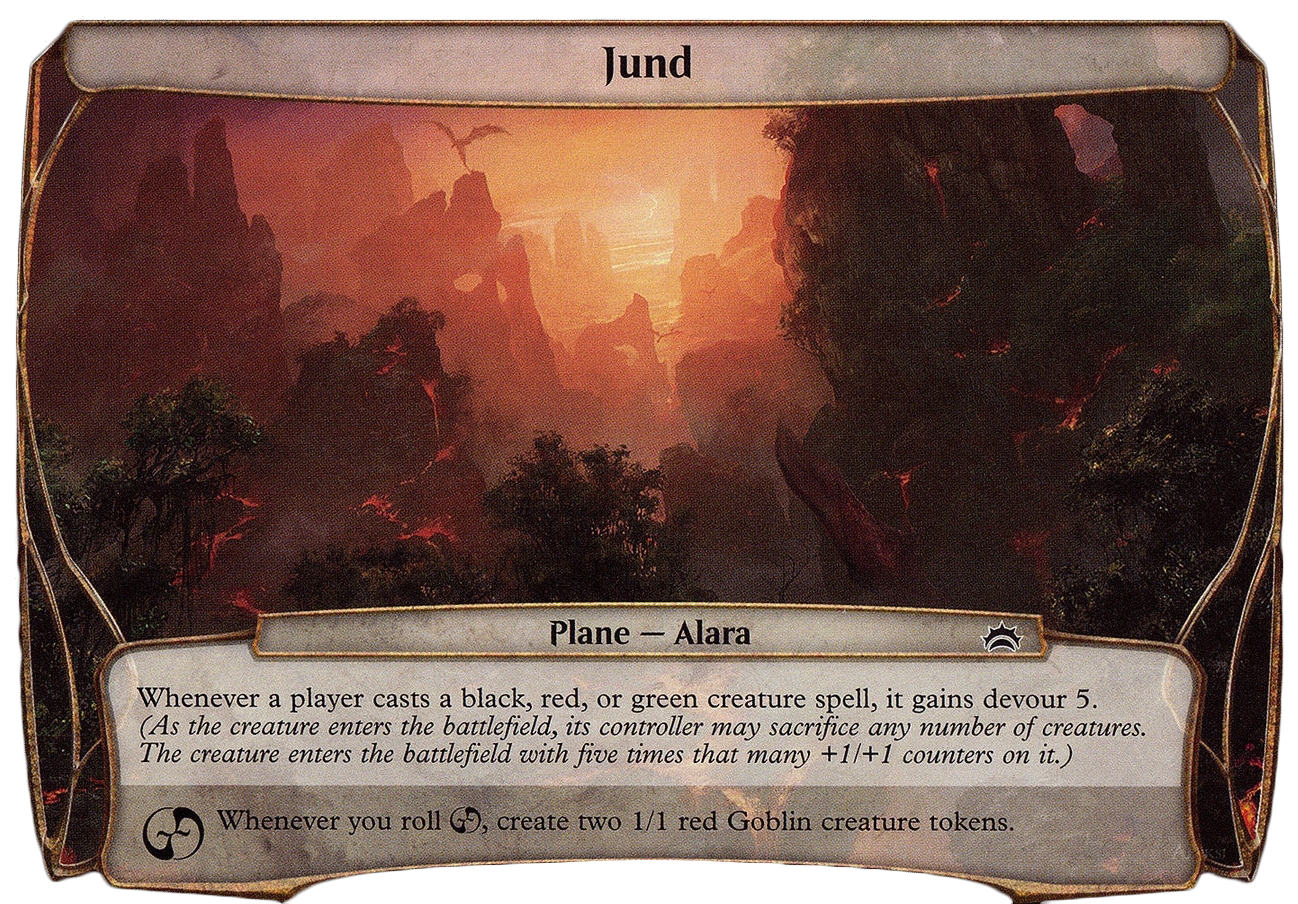 Jund
Plane — Alara
Whenever a player casts a black, red, or green creature spell, it gains devour 5.
(As the creature enters the battlefield, its controller may sacrifice any number of creatures.
The creature enters the battlefield with five times that many +1/+1 counters on it.)
Whenever you roll , create two 1/1 red Goblin creature tokens.